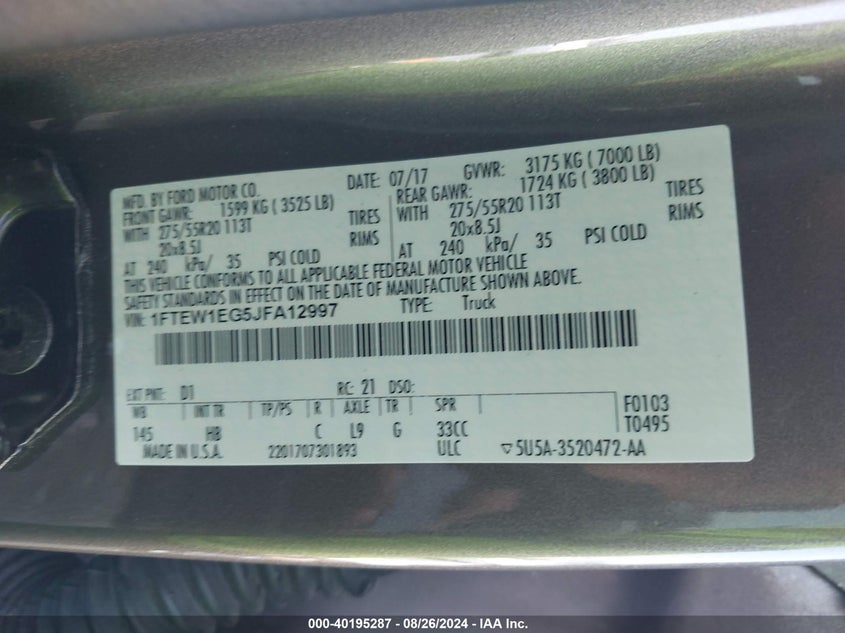 MFD. BY FORD MOTOR CO. DATE: 07/17 GVWR: 3175 KG ( 7000 LB)
FRONT GAWR: 1599 KG ( 3525 LB) REAR GAWR: 1724 KG ( 3800 LB)
WITH 275/55R20 113T TIRES WITH 275/55R20 113T TIRES
20x8.5J RIMS 20x8.5J RIMS
AT 240 kPa/ 35 PSI COLD AT 240 kPa/ 35 PSI COLD
THIS VEHICLE CONFORMS TO ALL APPLICABLE FEDERAL MOTOR VEHICLE
SAFETY STANDARDS IN EFFECT ON THE DATE OF MANUFACTURE SHOWN ABOVE.
VIN: 1FTEW1EG5JFA12997 TYPE: Truck
EXT PNT: D1 RC: 21 DSO:
WB INT TR TP/PS R AXLE TR SPR F0103
145 HB C L9 G 33CC T0495
MADE IN U.S.A. 2201707301893 ULC ▽5U5A-3520472-AA
000-40195287 - 08/26/2024 - IAA Inc.